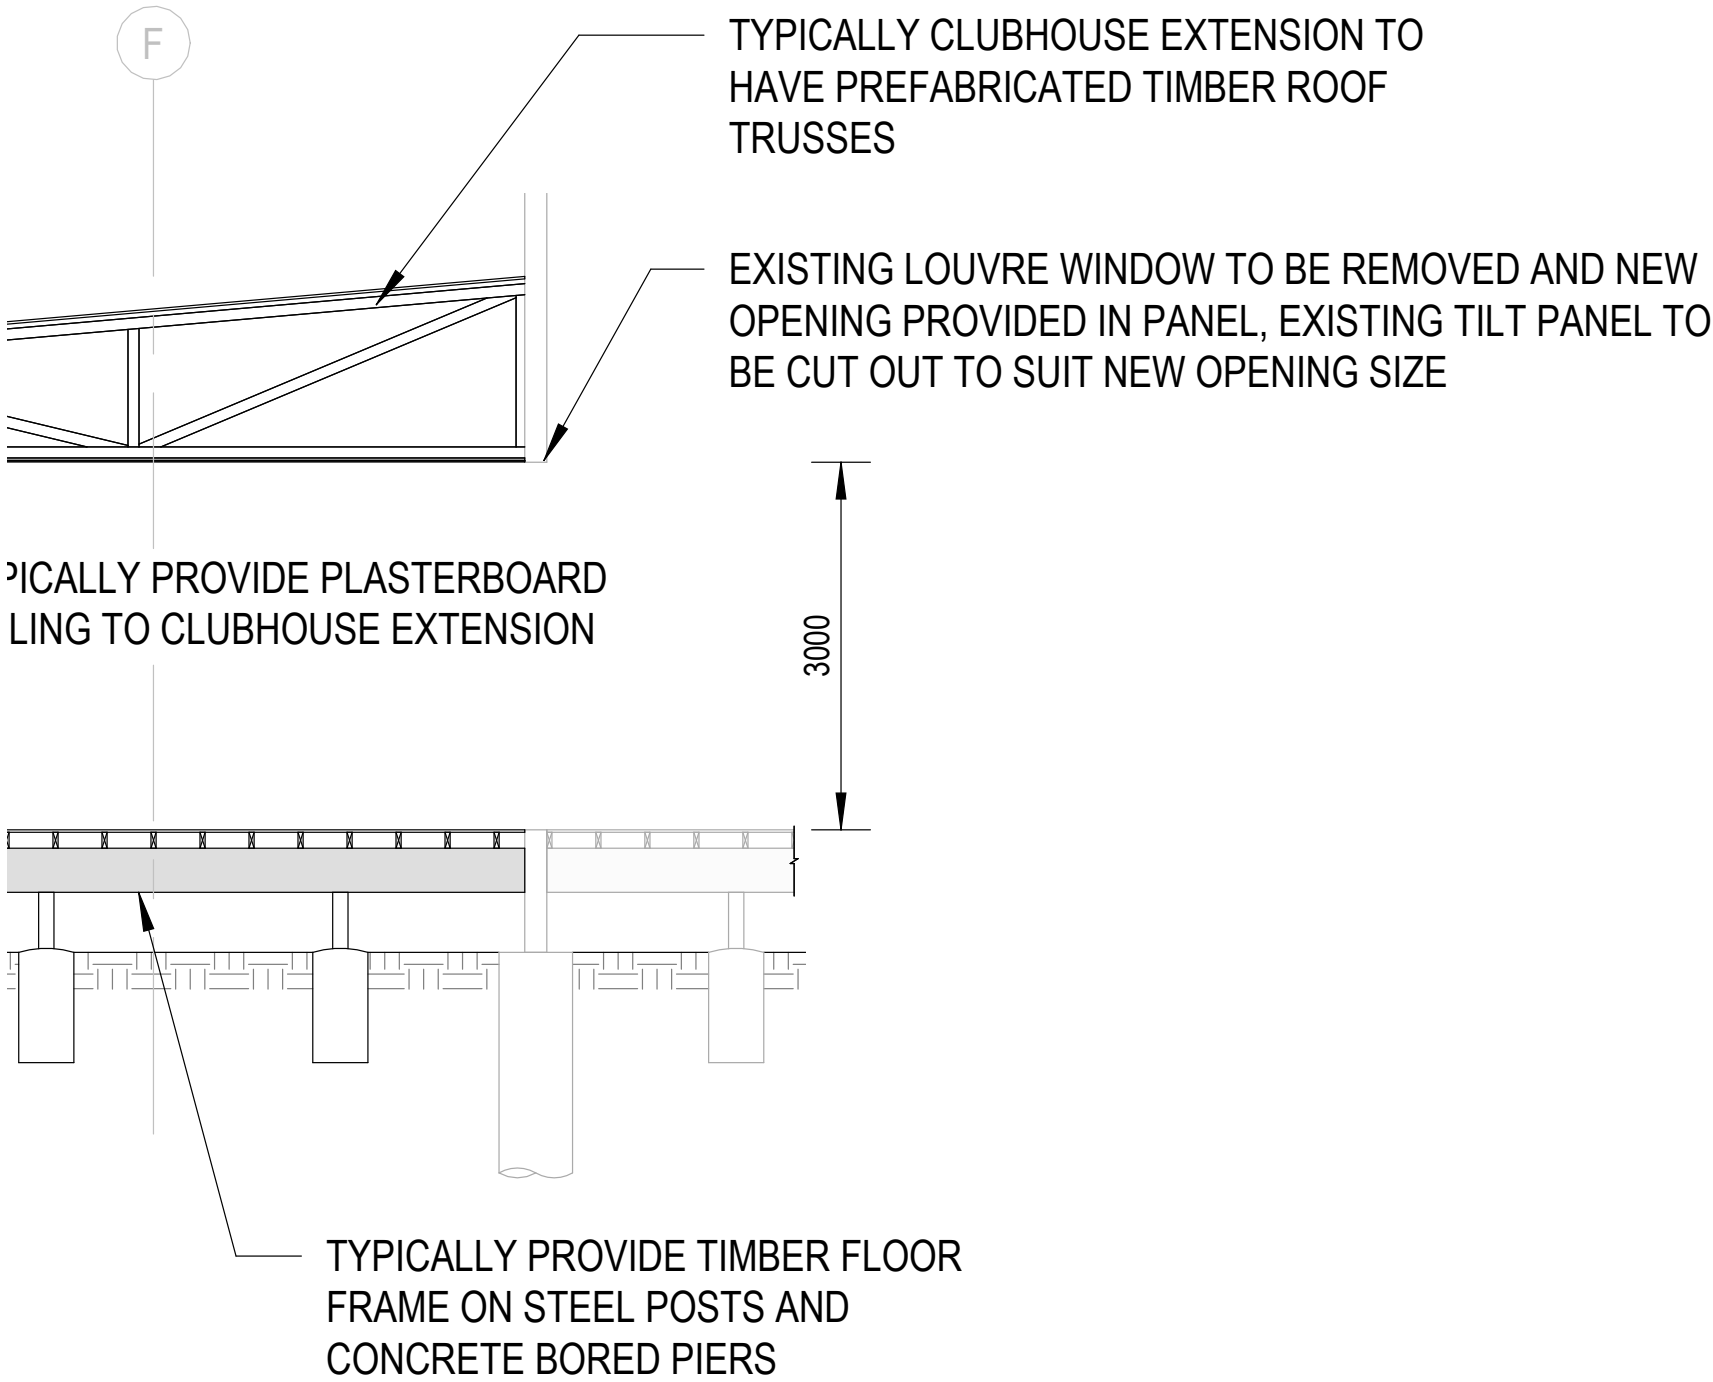 F
TYPICALLY CLUBHOUSE EXTENSION TO
HAVE PREFABRICATED TIMBER ROOF
TRUSSES
EXISTING LOUVRE WINDOW TO BE REMOVED AND NEW
OPENING PROVIDED IN PANEL, EXISTING TILT PANEL TO
BE CUT OUT TO SUIT NEW OPENING SIZE
PICALLY PROVIDE PLASTERBOARD
LING TO CLUBHOUSE EXTENSION
3000
TYPICALLY PROVIDE TIMBER FLOOR
FRAME ON STEEL POSTS AND
CONCRETE BORED PIERS